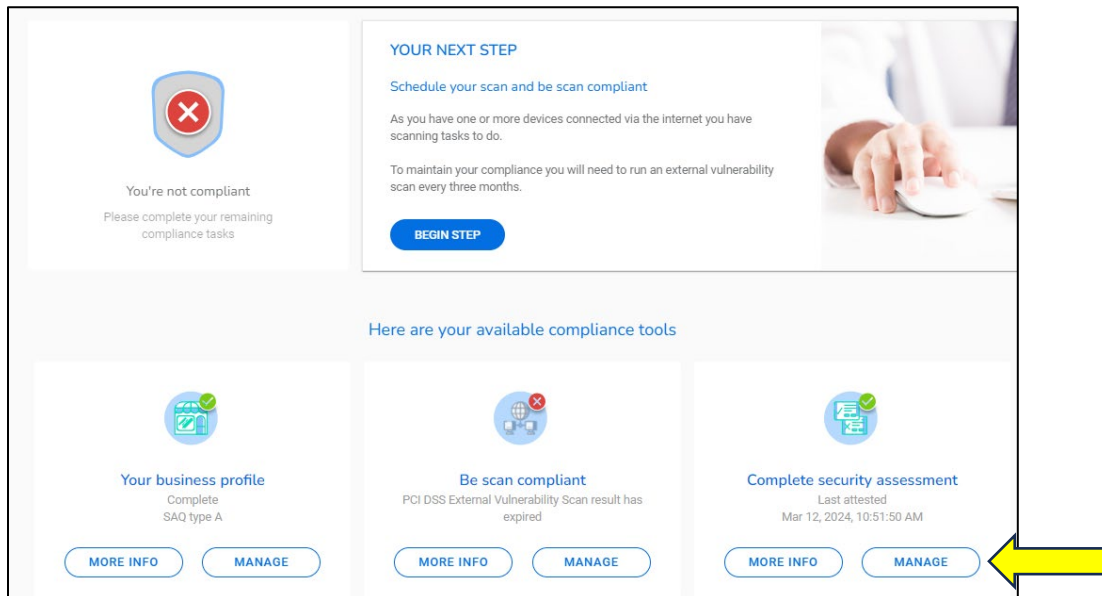 YOUR NEXT STEP
Schedule your scan and be scan compliant
As you have one or more devices connected via the internet you have
scanning tasks to do.
To maintain your compliance you will need to run an external vulnerability
scan every three months.
BEGIN STEP
You're not compliant
Please complete your remaining
compliance tasks
Here are your available compliance tools
Your business profile
Complete
SAQ type A
MORE INFO
MANAGE
Be scan compliant
PCI DSS External Vulnerability Scan result has
expired
MORE INFO
MANAGE
Complete security assessment
Last attested
Mar 12, 2024, 10:51:50 AM
MORE INFO
MANAGE